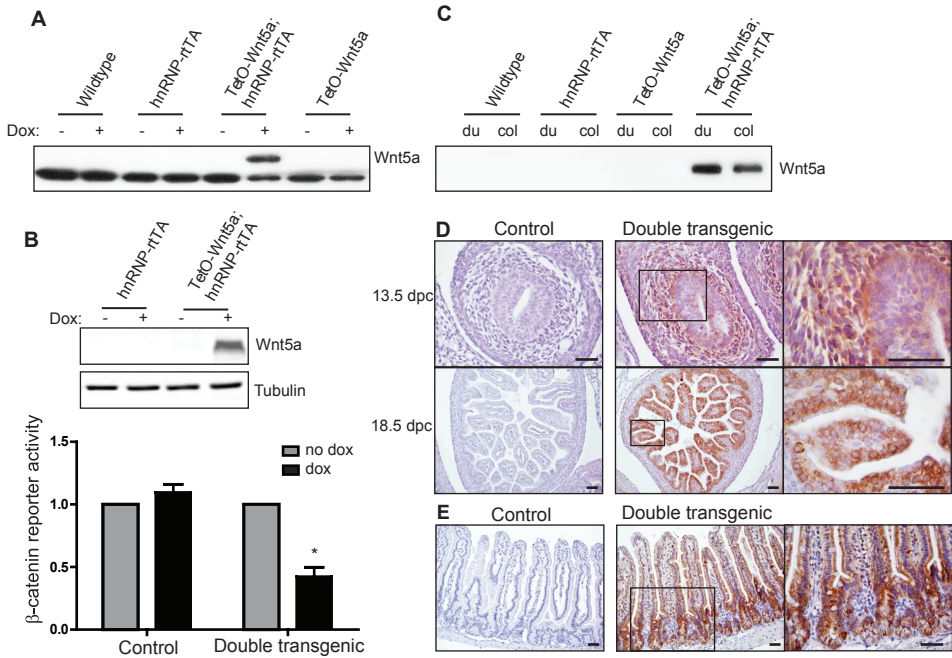 A
Wildtype
hnRNP-rtTA
TetO-Wnt5a;
hnRNP-rtTA
TetO-Wnt5a
Dox: - + - + - + - +
Wnt5a
B
hnRNP-rtTA
TetO-Wnt5a;
hnRNP-rtTA
Dox: - + - +
Wnt5a
Tubulin
β-catenin reporter activity
1.5
1.0
0.5
0.0
no dox
dox
*
Control
Double transgenic
C
Wildtype
hnRNP-rtTA
TetO-Wnt5a
TetO-Wnt5a;
hnRNP-rtTA
du col du col du col du col
Wnt5a
D
Control
Double transgenic
13.5 dpc
18.5 dpc
E
Control
Double transgenic